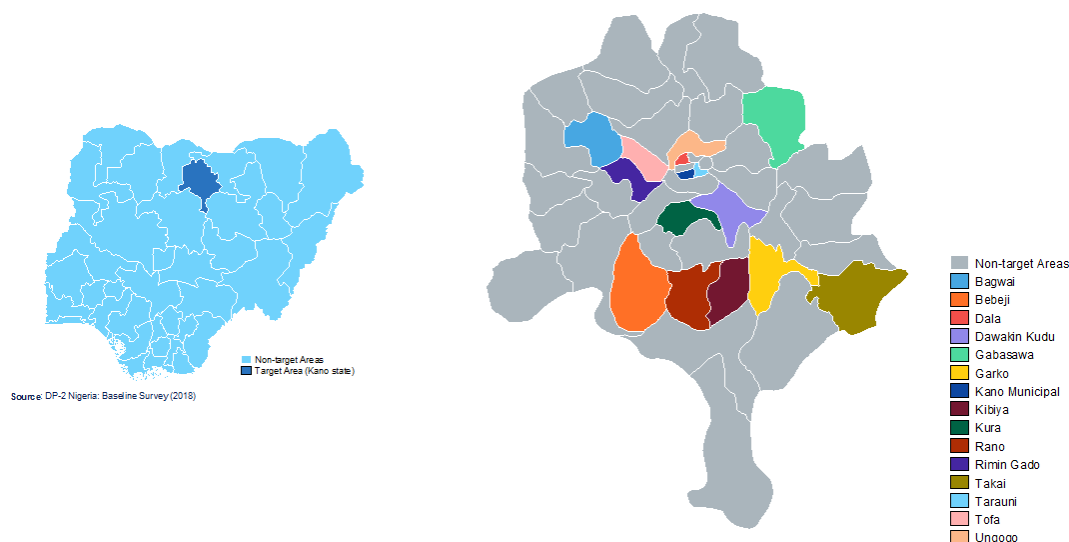 Non-target Areas
Target Area (Kano state)
Source: DP-2 Nigeria: Baseline Survey (2018)
Non-target Areas
Bagwai
Bebeji
Dala
Dawakin Kudu
Gabasawa
Garko
Kano Municipal
Kibiya
Kura
Rano
Rimin Gado
Takai
Tarauni
Tofa
Ungogo